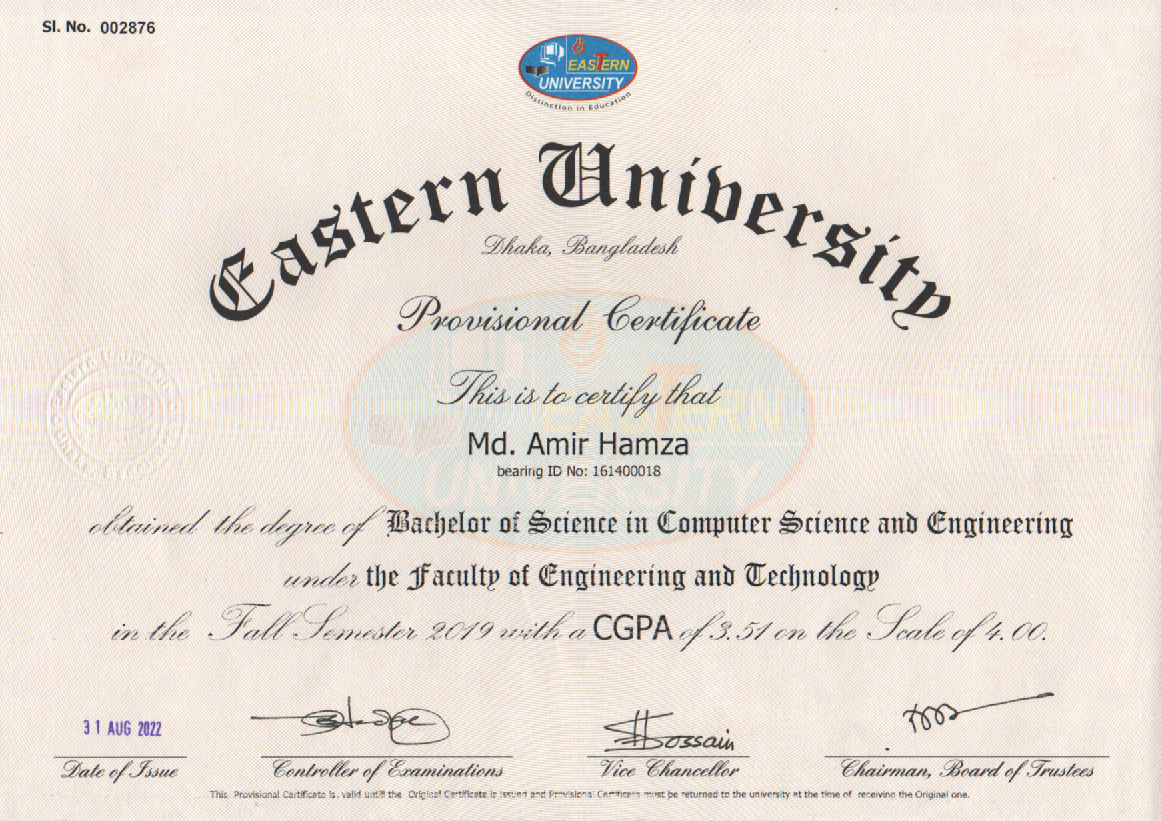 Sl. No. 002876
EASTERN
UNIVERSITY
Distinction in Education
Eastern University
Dhaka, Bangladesh
Provisional Certificate
This is to certify that
Md. Amir Hamza
bearing ID No: 161400018
obtained the degree of Bachelor of Science in Computer Science and Engineering
under the Faculty of Engineering and Technology
in the Fall Semester 2019 with a CGPA of 3.51 on the Scale of 4.00.
31 AUG 2022
Hossain
Date of Issue
Controller of Examinations
Vice Chancellor
Chairman, Board of Trustees
This Provisional Certificate is valid until the Original Certificate is issued and Provisional Certificate must be returned to the university at the time of receiving the Original one.